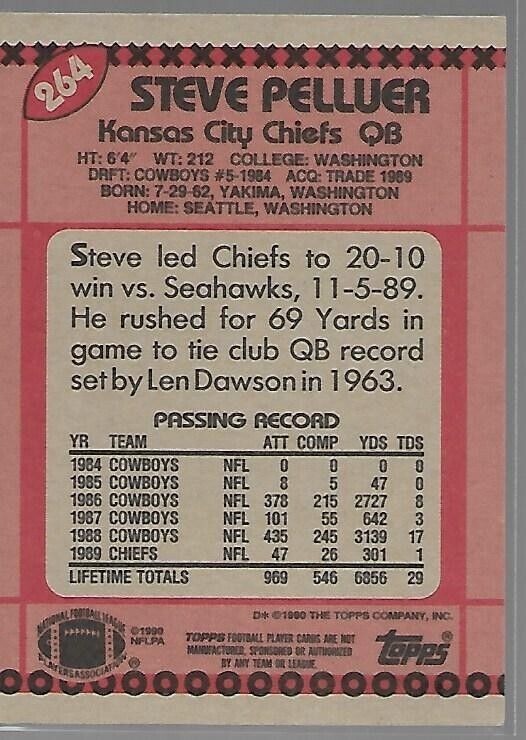 264
STEVE PELLUER
Kansas City Chiefs QB
HT: 6'4" WT: 212 COLLEGE: WASHINGTON
DRFT: COWBOYS #5-1984 ACQ: TRADE 1989
BORN: 7-29-62, YAKIMA, WASHINGTON
HOME: SEATTLE, WASHINGTON
Steve led Chiefs to 20-10
win vs. Seahawks, 11-5-89.
He rushed for 69 Yards in
game to tie club QB record
set by Len Dawson in 1963.
PASSING RECORD
YR TEAM ATT COMP YDS TDS
1984 COWBOYS NFL 0 0 0 0
1985 COWBOYS NFL 8 5 47 0
1986 COWBOYS NFL 378 215 2727 8
1987 COWBOYS NFL 101 55 642 3
1988 COWBOYS NFL 435 245 3139 17
1989 CHIEFS NFL 47 26 301 1
LIFETIME TOTALS 969 546 6856 29
D* ©1990 THE TOPPS COMPANY, INC.
NATIONAL FOOTBALL LEAGUE
PLAYERS ASSOCIATION
®
©1990
NFLPA
TOPPS FOOTBALL PLAYER CARDS ARE NOT
MANUFACTURED, SPONSORED OR AUTHORIZED
BY ANY TEAM OR LEAGUE.
topps®